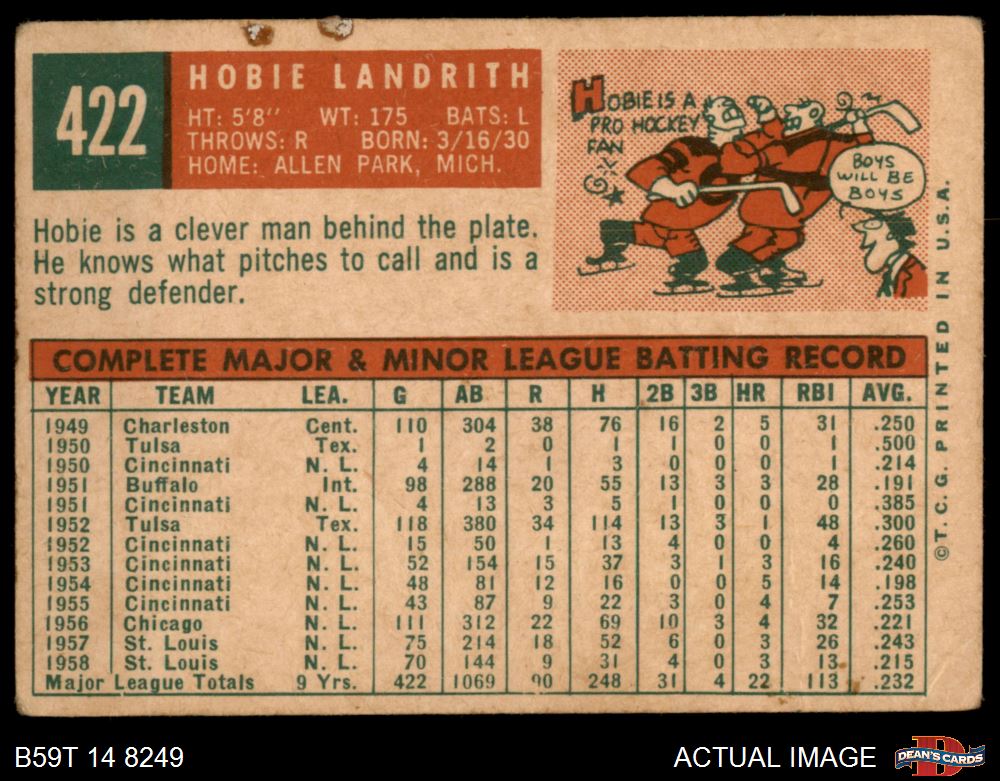 422
HOBIE LANDRITH
HT: 5'8" WT: 175 BATS: L
THROWS: R BORN: 3/16/30
HOME: ALLEN PARK, MICH.
HOBIE IS A
PRO HOCKEY
FAN
BOYS
WILL BE
BOYS
Hobie is a clever man behind the plate.
He knows what pitches to call and is a
strong defender.
COMPLETE MAJOR & MINOR LEAGUE BATTING RECORD
YEAR TEAM LEA. G AB R H 2B 3B HR RBI AVG.
1949 Charleston Cent. 110 304 38 76 16 2 5 31 .250
1950 Tulsa Tex. 1 2 0 1 1 0 0 1 .500
1950 Cincinnati N. L. 4 14 1 3 0 0 0 1 .214
1951 Buffalo Int. 98 288 20 55 13 3 3 28 .191
1951 Cincinnati N. L. 4 13 3 5 1 0 0 0 .385
1952 Tulsa Tex. 118 380 34 114 13 3 1 48 .300
1952 Cincinnati N. L. 15 50 1 13 4 0 0 4 .260
1953 Cincinnati N. L. 52 154 15 37 3 1 3 16 .240
1954 Cincinnati N. L. 48 81 12 16 0 0 5 14 .198
1955 Cincinnati N. L. 43 87 9 22 3 0 4 7 .253
1956 Chicago N. L. 111 312 22 69 10 3 4 32 .221
1957 St. Louis N. L. 75 214 18 52 6 0 3 26 .243
1958 St. Louis N. L. 70 144 9 31 4 0 3 13 .215
Major League Totals 9 Yrs. 422 1069 90 248 31 4 22 113 .232
©T.C.G. PRINTED IN U.S.A.
B59T 14 8249
ACTUAL IMAGE
D
DEAN'S CARDS